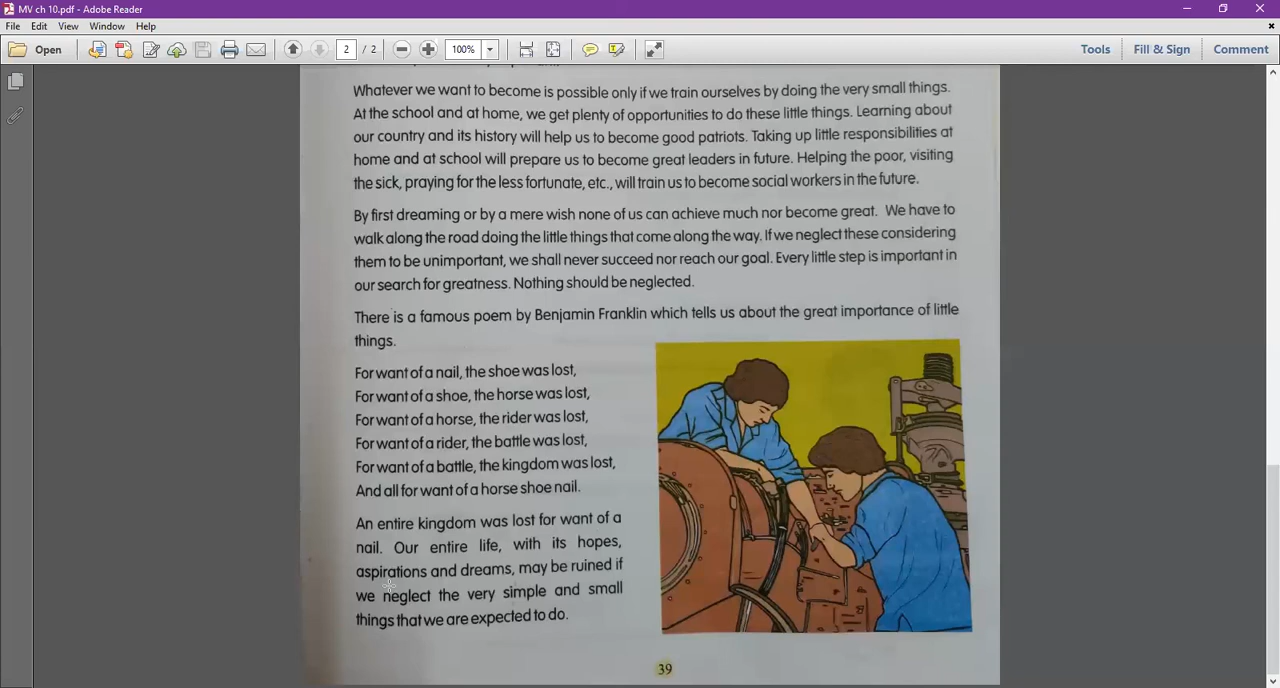 MV ch 10.pdf - Adobe Reader
File Edit View Window Help
Open 2 / 2 100% Tools Fill & Sign Comment
Whatever we want to become is possible only if we train ourselves by doing the very small things.
At the school and at home, we get plenty of opportunities to do these little things. Learning about
our country and its history will help us to become good patriots. Taking up little responsibilities at
home and at school will prepare us to become great leaders in future. Helping the poor, visiting
the sick, praying for the less fortunate, etc., will train us to become social workers in the future.
By first dreaming or by a mere wish none of us can achieve much nor become great. We have to
walk along the road doing the little things that come along the way. If we neglect these considering
them to be unimportant, we shall never succeed nor reach our goal. Every little step is important in
our search for greatness. Nothing should be neglected.
There is a famous poem by Benjamin Franklin which tells us about the great importance of little
things.
For want of a nail, the shoe was lost,
For want of a shoe, the horse was lost,
For want of a horse, the rider was lost,
For want of a rider, the battle was lost,
For want of a battle, the kingdom was lost,
And all for want of a horse shoe nail.
An entire kingdom was lost for want of a
nail. Our entire life, with its hopes,
aspirations and dreams, may be ruined if
we neglect the very simple and small
things that we are expected to do.
39